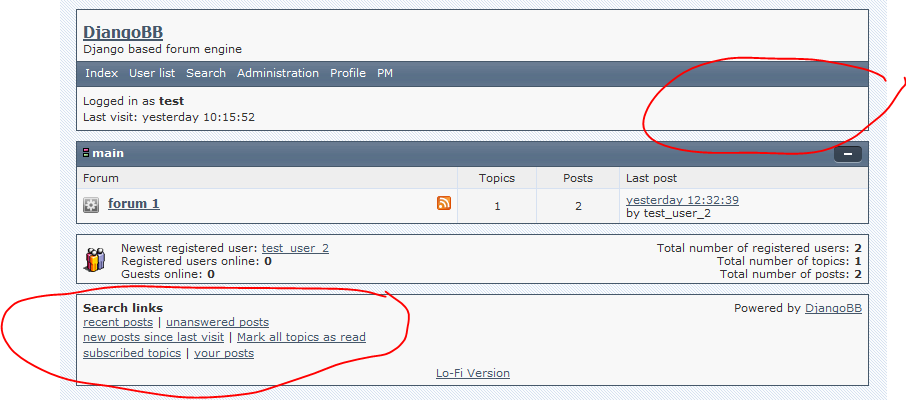 DjangoBB
Django based forum engine
Index User list Search Administration Profile PM
Logged in as test
Last visit: yesterday 10:15:52
main
Forum Topics Posts Last post
forum 1 1 2 yesterday 12:32:39
by test_user_2
Newest registered user: test_user_2 Total number of registered users: 2
Registered users online: 0 Total number of topics: 1
Guests online: 0 Total number of posts: 2
Search links Powered by DjangoBB
recent posts | unanswered posts
new posts since last visit | Mark all topics as read
subscribed topics | your posts
Lo-Fi Version